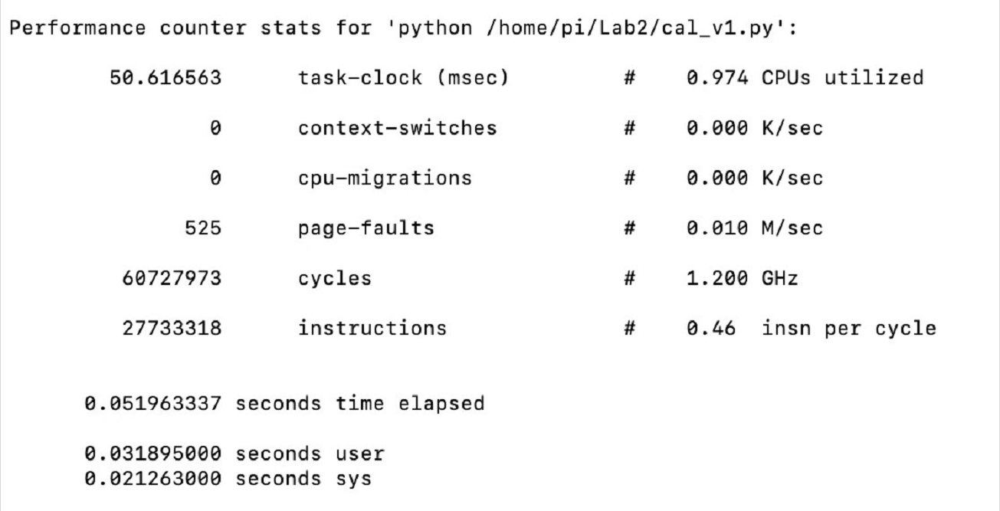 Performance counter stats for 'python /home/pi/Lab2/cal_v1.py':
50.616563 task-clock (msec) # 0.974 CPUs utilized
0 context-switches # 0.000 K/sec
0 cpu-migrations # 0.000 K/sec
525 page-faults # 0.010 M/sec
60727973 cycles # 1.200 GHz
27733318 instructions # 0.46 insn per cycle
0.051963337 seconds time elapsed
0.031895000 seconds user
0.021263000 seconds sys